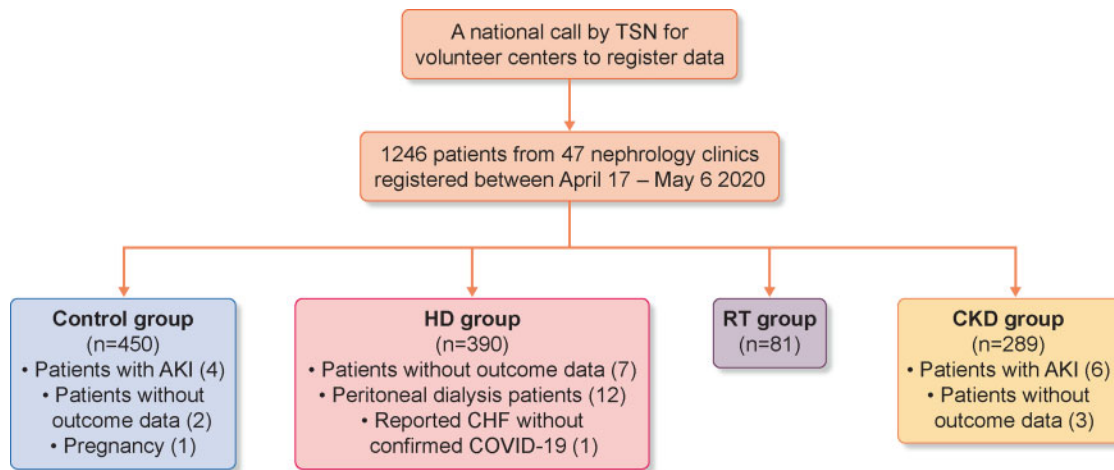 A national call by TSN for
volunteer centers to register data
1246 patients from 47 nephrology clinics
registered between April 17 – May 6 2020
Control group
(n=450)
• Patients with AKI (4)
• Patients without
outcome data (2)
• Pregnancy (1)
HD group
(n=390)
• Patients without outcome data (7)
• Peritoneal dialysis patients (12)
• Reported CHF without
confirmed COVID-19 (1)
RT group
(n=81)
CKD group
(n=289)
• Patients with AKI (6)
• Patients without
outcome data (3)